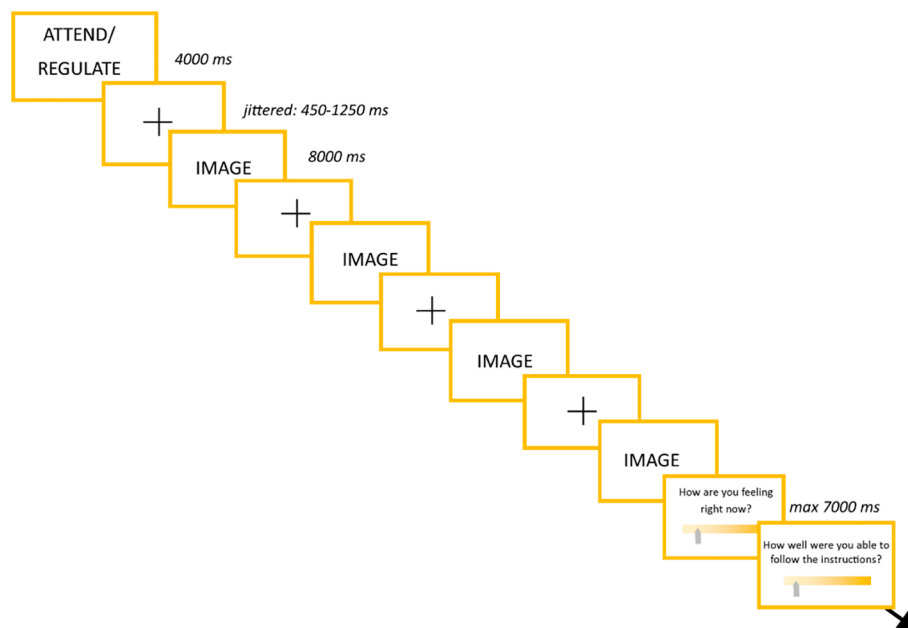 ATTEND/
REGULATE
4000 ms
jittered: 450-1250 ms
IMAGE
8000 ms
IMAGE
IMAGE
IMAGE
How are you feeling
right now?
max 7000 ms
How well were you able to
follow the instructions?